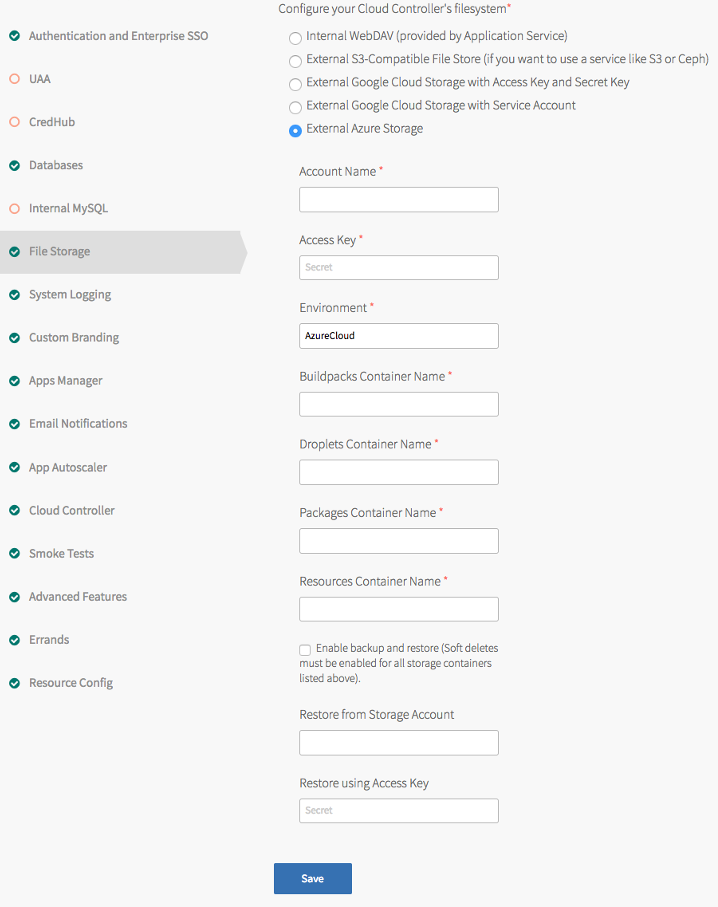 Authentication and Enterprise SSO
UAA
CredHub
Databases
Internal MySQL
File Storage
System Logging
Custom Branding
Apps Manager
Email Notifications
App Autoscaler
Cloud Controller
Smoke Tests
Advanced Features
Errands
Resource Config
Configure your Cloud Controller's filesystem*
Internal WebDAV (provided by Application Service)
External S3-Compatible File Store (if you want to use a service like S3 or Ceph)
External Google Cloud Storage with Access Key and Secret Key
External Google Cloud Storage with Service Account
External Azure Storage
Account Name *
Access Key *
Secret
Environment *
AzureCloud
Buildpacks Container Name *
Droplets Container Name *
Packages Container Name *
Resources Container Name *
Enable backup and restore (Soft deletes
must be enabled for all storage containers
listed above).
Restore from Storage Account
Restore using Access Key
Secret
Save